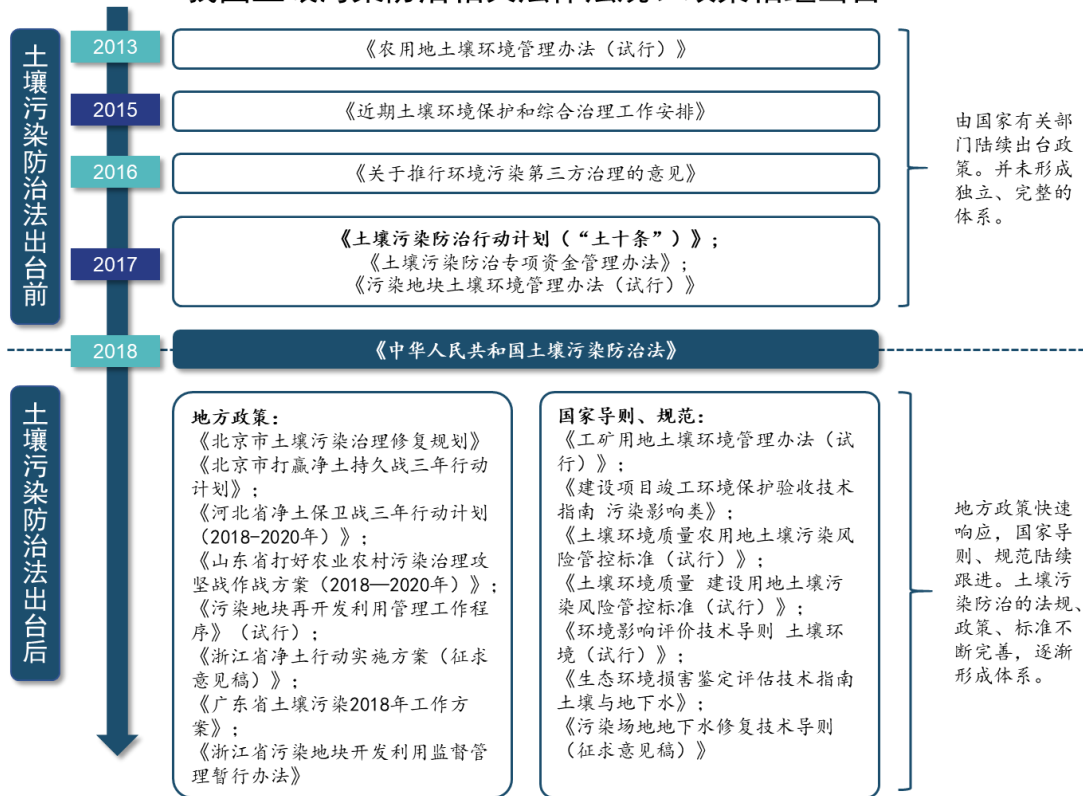 土壤污染防治法出台前
2013
《农用地土壤环境管理办法（试行）》
2015
《近期土壤环境保护和综合治理工作安排》
2016
《关于推行环境污染第三方治理的意见》
2017
《土壤污染防治行动计划（“土十条”）》；
《土壤污染防治专项资金管理办法》；
《污染地块土壤环境管理办法（试行）》
由国家有关部
门陆续出台政
策。并未形成
独立、完整的
体系。
2018
《中华人民共和国土壤污染防治法》
土壤污染防治法出台后
地方政策：
《北京市土壤污染治理修复规划》
《北京市打赢净土持久战三年行动
计划》；
《河北省净土保卫战三年行动计划
（2018-2020年）》；
《山东省打好农业农村污染治理攻
坚战作战方案（2018—2020年）》；
《污染地块再开发利用管理工作程
序》（试行）；
《浙江省净土行动实施方案（征求
意见稿）》；
《广东省土壤污染2018年工作方
案》；
《浙江省污染地块开发利用监督管
理暂行办法》
国家导则、规范：
《工矿用地土壤环境管理办法（试
行）》；
《建设项目竣工环境保护验收技术
指南 污染影响类》；
《土壤环境质量农用地土壤污染风
险管控标准（试行）》；
《土壤环境质量 建设用地土壤污
染风险管控标准（试行）》；
《环境影响评价技术导则 土壤环
境（试行）》；
《生态环境损害鉴定评估技术指南
土壤与地下水》；
《污染场地地下水修复技术导则
（征求意见稿）》
地方政策快速
响应，国家导
则、规范陆续
跟进。土壤污
染防治的法规、
政策、标准不
断完善，逐渐
形成体系。